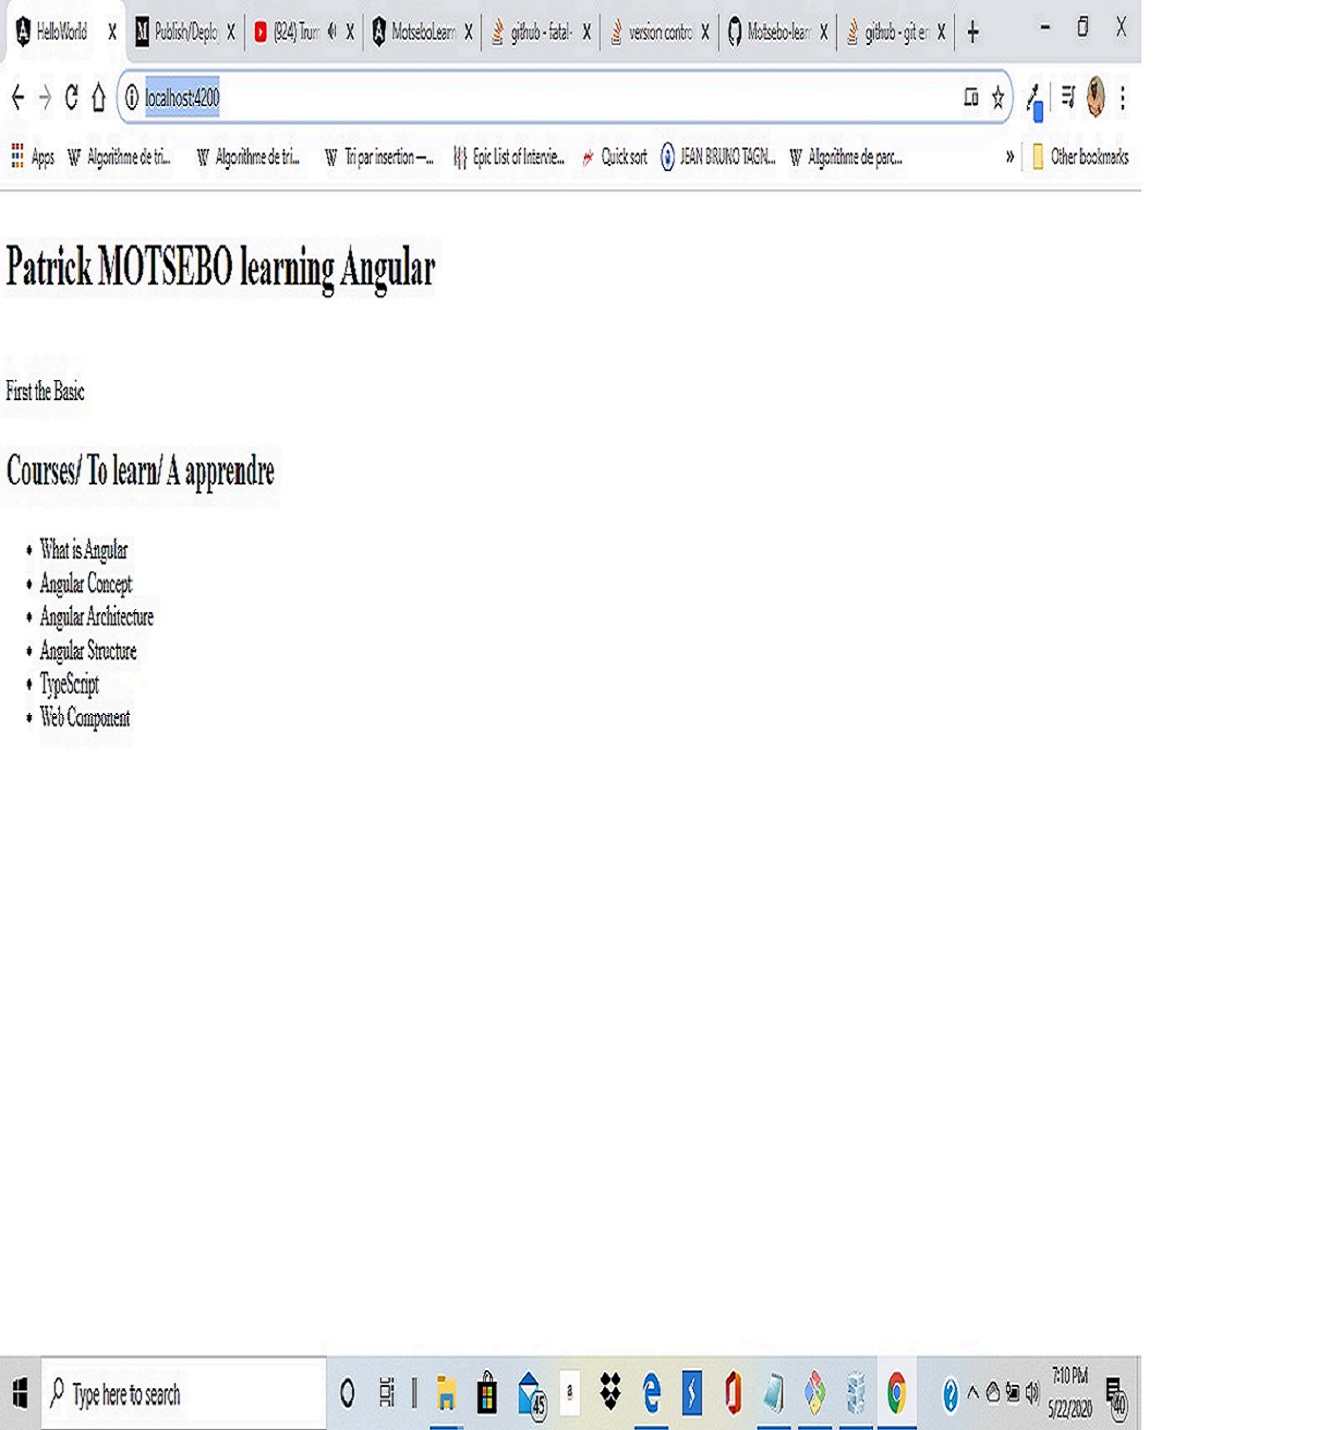 HelloWorld X Publish/Deplo X (924) Trum X MotseboLearn X github - fatal- X version contro X Motsebo-lear X github - git er X +
localhost:4200
Apps Algorithme de tri... Algorithme de tri... Tri par insertion —... Epic List of Intervie... Quick sort JEAN BRUNO TAGN... Algorithme de parc... » Other bookmarks
Patrick MOTSEBO learning Angular
First the Basic
Courses/ To learn/ A apprendre
• What is Angular
• Angular Concept
• Angular Architecture
• Angular Structure
• TypeScript
• Web Component
Type here to search
45
a
7:10 PM
5/22/2020
40